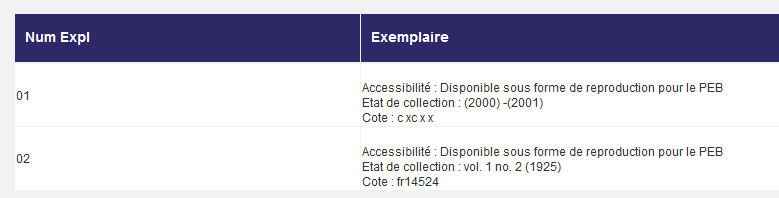 Num Expl Exemplaire
01
Accessibilité : Disponible sous forme de reproduction pour le PEB
Etat de collection : (2000) -(2001)
Cote : c xc x x
02
Accessibilité : Disponible sous forme de reproduction pour le PEB
Etat de collection : vol. 1 no. 2 (1925)
Cote : fr14524